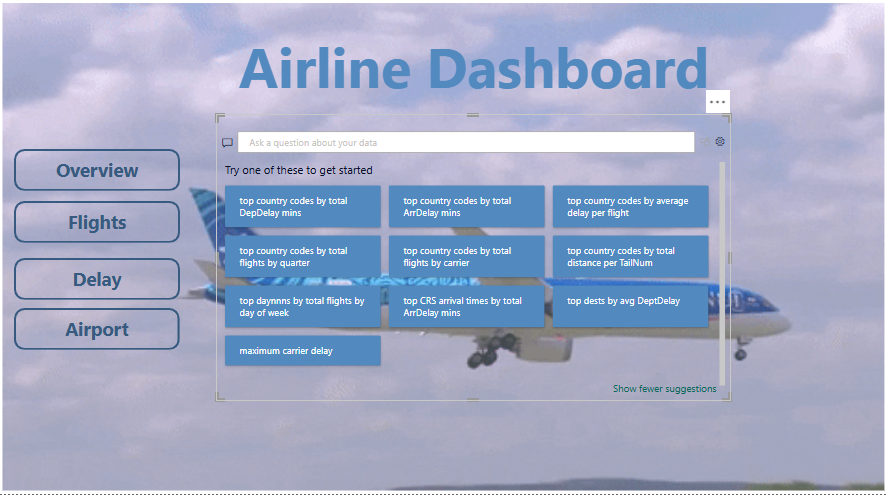 Airline Dashboard
Ask a question about your data
Overview
Try one of these to get started
top country codes by total
DepDelay mins
top country codes by total
ArrDelay mins
top country codes by average
delay per flight
Flights
top country codes by total
flights by quarter
top country codes by total
flights by carrier
top country codes by total
distance per TailNum
Delay
top daynnns by total flights by
day of week
top CRS arrival times by total
ArrDelay mins
top dests by avg DeptDelay
Airport
maximum carrier delay
Show fewer suggestions